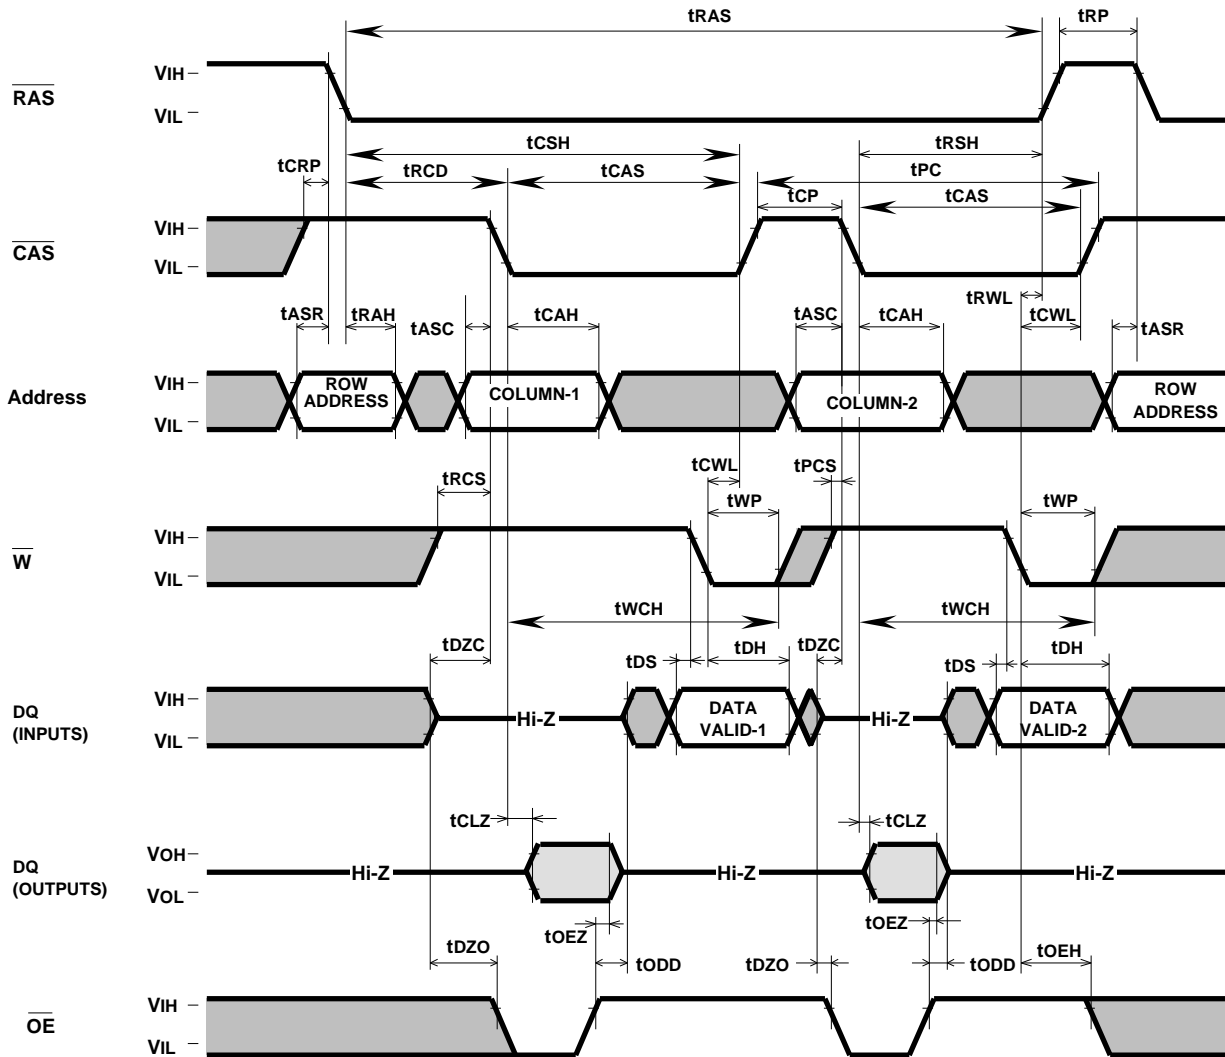 tRAS tRP
VIH
RAS
VIL
tCSH tRSH
tCRP tRCD tCAS tPC
tCP tCAS
VIH
CAS
VIL
tRWL
tASR tRAH tASC tCAH tASC tCAH tCWL tASR
VIH
Address
VIL
ROW
ADDRESS
COLUMN-1
COLUMN-2
ROW
ADDRESS
tCWL tPCS
tRCS tWP tWP
VIH
W
VIL
tWCH tWCH
tDZC tDS tDH tDZC tDS tDH
VIH
DQ
(INPUTS)
VIL
Hi-Z
DATA
VALID-1
Hi-Z
DATA
VALID-2
tCLZ tCLZ
VOH
DQ
(OUTPUTS)
VOL
Hi-Z Hi-Z Hi-Z
tOEZ tOEZ
tDZO tODD tDZO tODD tOEH
VIH
OE
VIL